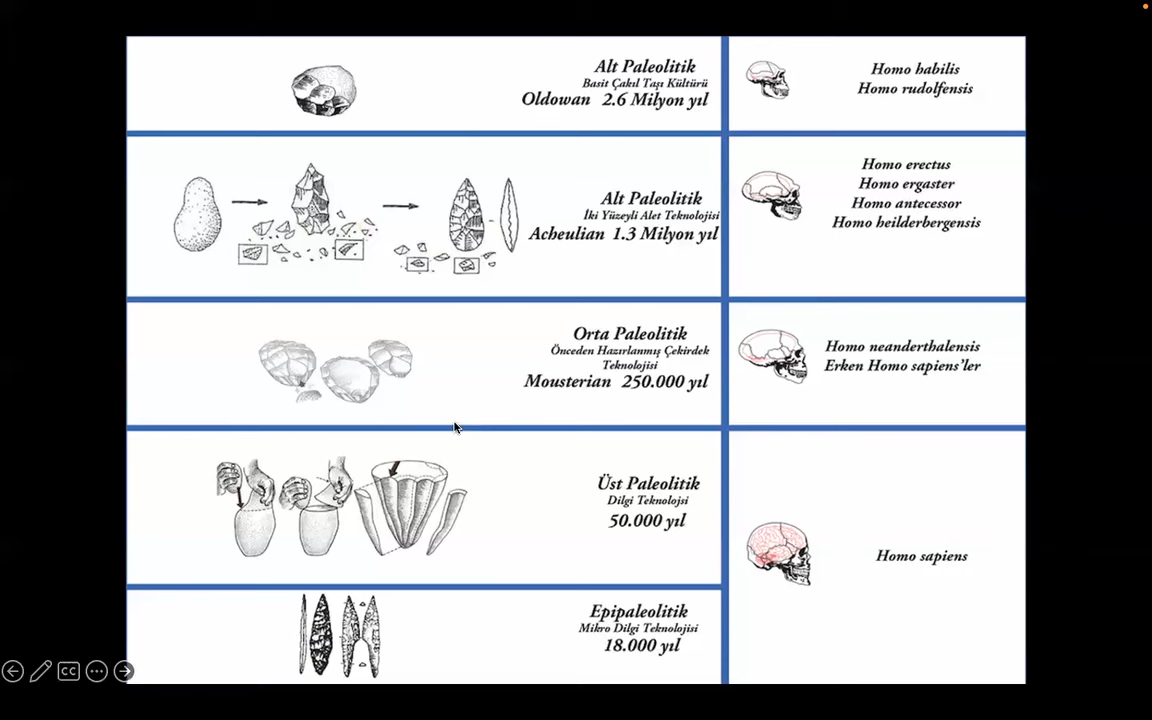 Alt Paleolitik
Basit Çakıl Taşı Kültürü
Oldowan 2.6 Milyon yıl
Homo habilis
Homo rudolfensis
Alt Paleolitik
İki Yüzeyli Alet Teknolojisi
Acheulian 1.3 Milyon yıl
Homo erectus
Homo ergaster
Homo antecessor
Homo heilderbergensis
Orta Paleolitik
Önceden Hazırlanmış Çekirdek
Teknolojisi
Mousterian 250.000 yıl
Homo neanderthalensis
Erken Homo sapiens’ler
Üst Paleolitik
Dilgi Teknolojsi
50.000 yıl
Homo sapiens
Epipaleolitik
Mikro Dilgi Teknolojisi
18.000 yıl
CC